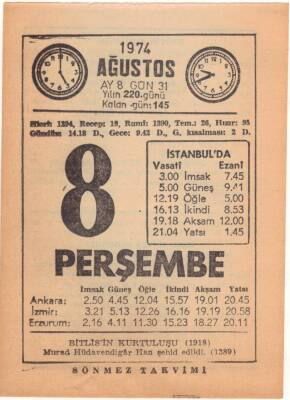 1974
AĞUSTOS
AY 8 GÜN 31
Yılın 220.günü
Kalan gün: 145
Hicrî 1394, Recep: 19, Rumî: 1390, Tem.: 26, Hızır: 95
Gündüz: 14.18 D., Gece: 9.42 D., G. kısalması: 2 D.
8
İSTANBUL'DA
Vasatî Ezanî
3.00 İmsak 7.45
5.00 Güneş 9.41
12.19 Öğle 5.00
16.13 İkindi 8.53
19.18 Akşam 12.00
21.04 Yatsı 1.45
PERŞEMBE
İmsak Güneş Öğle İkindi Akşam Yatsı
Ankara: 2.50 4.45 12.04 15.57 19.01 20.45
İzmir: 3.21 5.13 12.26 16.16 19.19 20.58
Erzurum: 2.16 4.11 11.30 15.23 18.27 20.11
BİTLİS'İN KURTULUŞU (1918)
Murad Hüdavendigâr Han şehid edildi. (1389)
SÖNMEZ TAKVİMİ